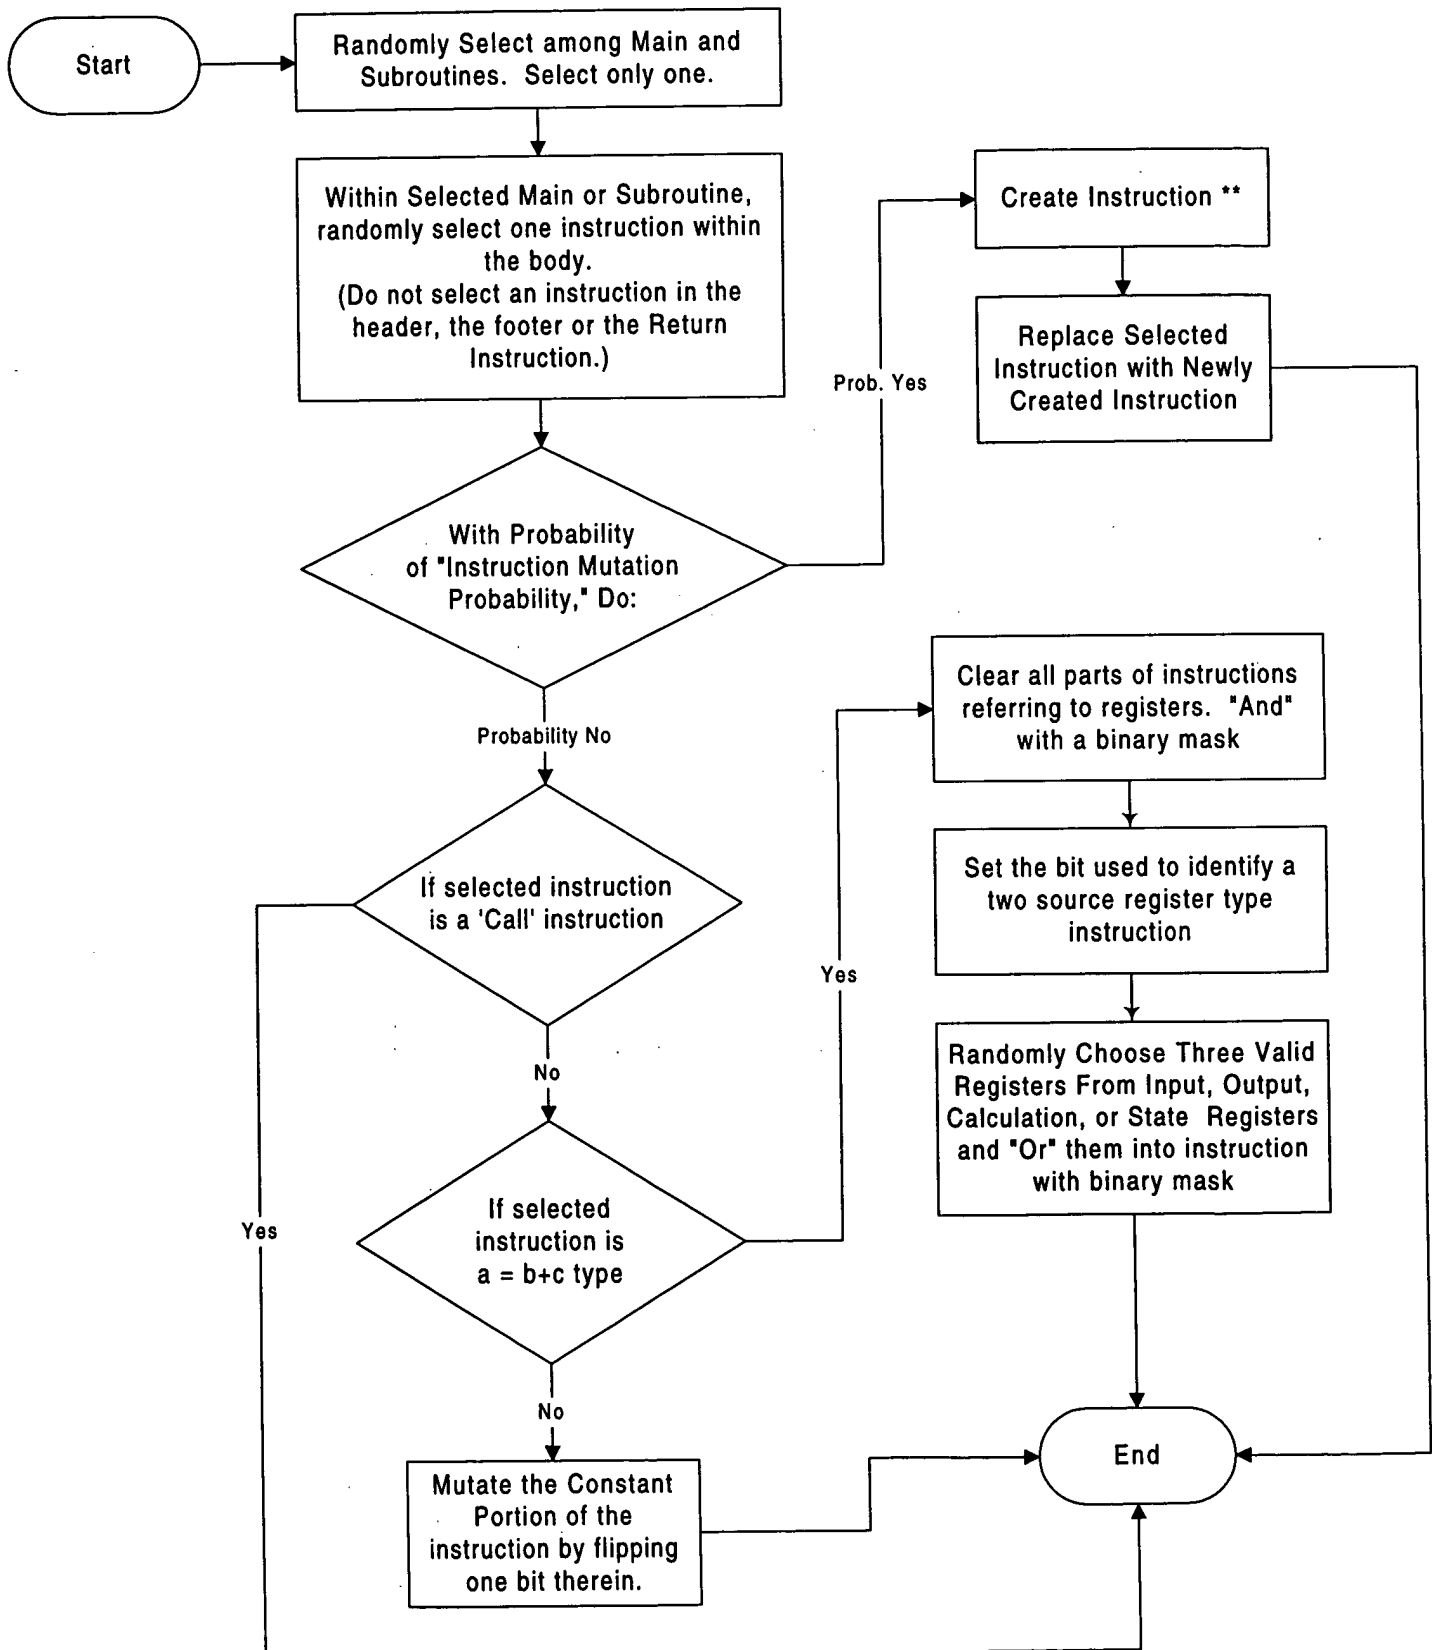 Start
Randomly Select among Main and
Subroutines. Select only one.
Within Selected Main or Subroutine,
randomly select one instruction within
the body.
(Do not select an instruction in the
header, the footer or the Return
Instruction.)
Create Instruction **
Replace Selected
Instruction with Newly
Created Instruction
Prob. Yes
With Probability
of "Instruction Mutation
Probability," Do:
Probability No
Clear all parts of instructions
referring to registers. "And"
with a binary mask
Set the bit used to identify a
two source register type
instruction
If selected instruction
is a 'Call' instruction
Yes
Randomly Choose Three Valid
Registers From Input, Output,
Calculation, or State Registers
and "Or" them into instruction
with binary mask
No
If selected
instruction is
a = b+c type
Yes
No
End
Mutate the Constant
Portion of the
instruction by flipping
one bit therein.